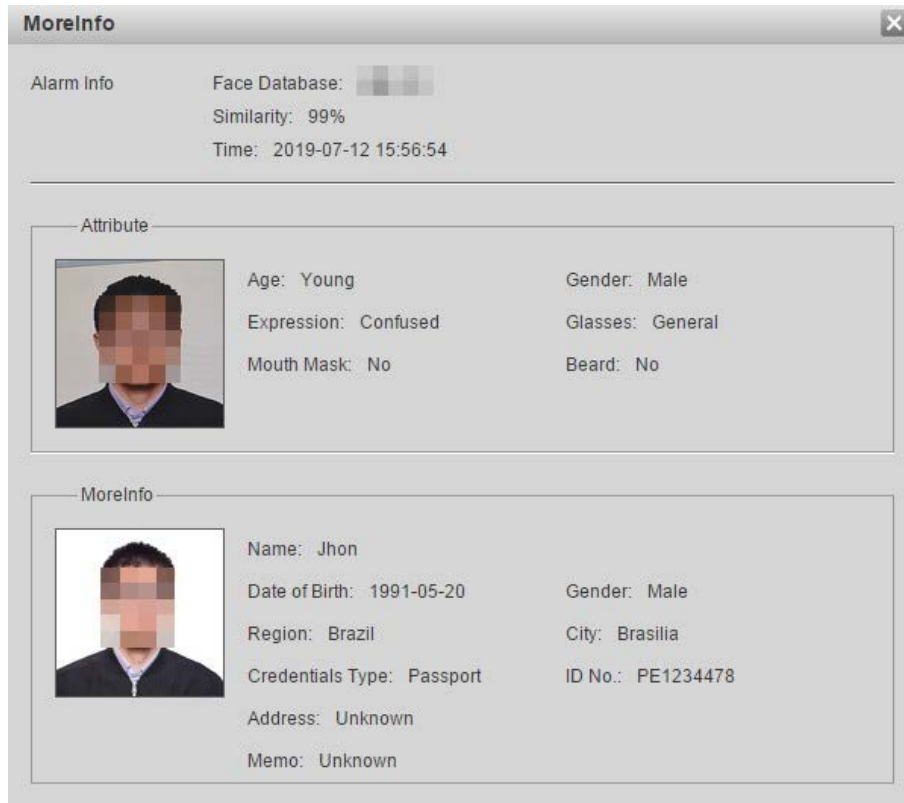 MoreInfo
Alarm Info Face Database:
Similarity: 99%
Time: 2019-07-12 15:56:54
Attribute
Age: Young Gender: Male
Expression: Confused Glasses: General
Mouth Mask: No Beard: No
MoreInfo
Name: Jhon
Date of Birth: 1991-05-20 Gender: Male
Region: Brazil City: Brasilia
Credentials Type: Passport ID No.: PE1234478
Address: Unknown
Memo: Unknown